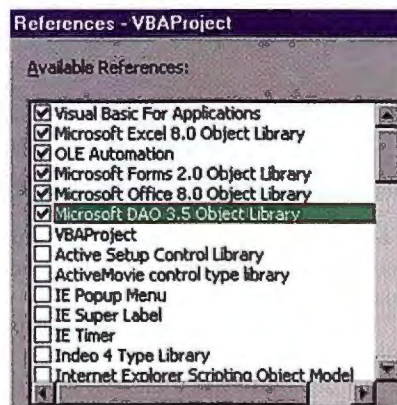 References - VBAProject
Available References:
Visual Basic For Applications
Microsoft Excel 8.0 Object Library
OLE Automation
Microsoft Forms 2.0 Object Library
Microsoft Office 8.0 Object Library
Microsoft DAO 3.5 Object Library
VBAProject
Active Setup Control Library
ActiveMovie control type library
IE Popup Menu
IE Super Label
IE Timer
Indeo 4 Type Library
Internet Explorer Scripting Object Model